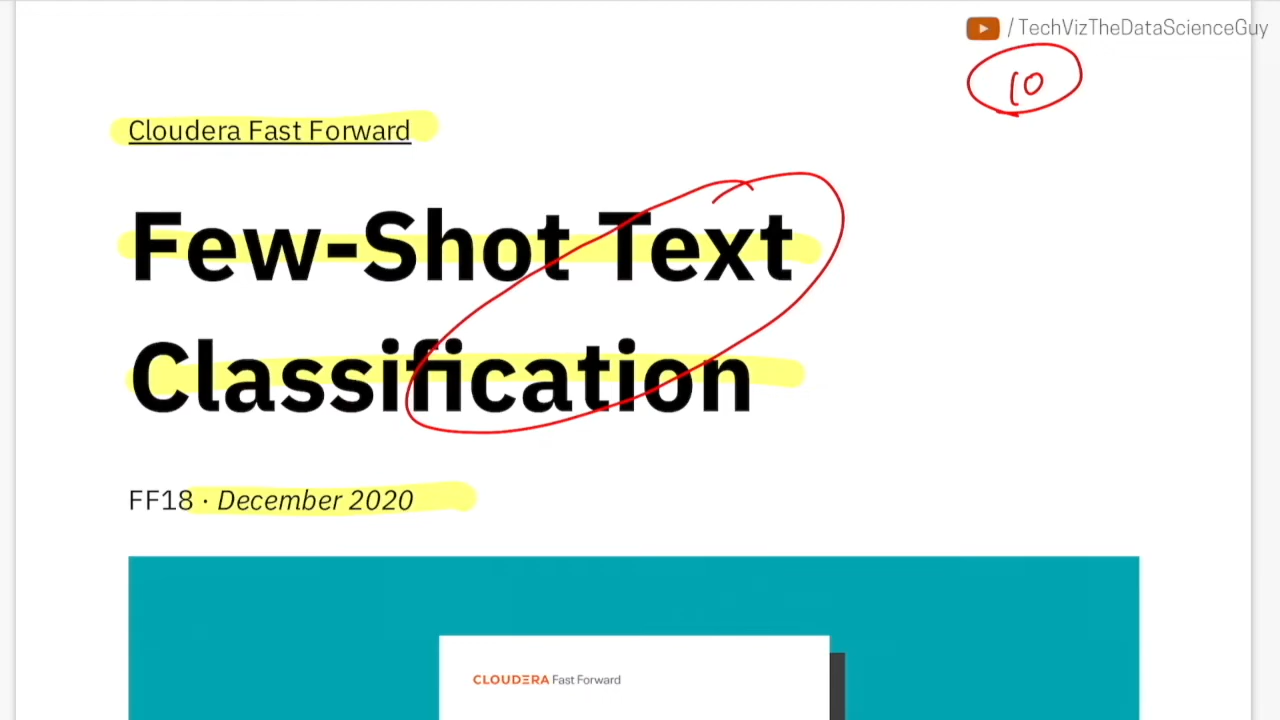 / TechVizTheDataScienceGuy
10
Cloudera Fast Forward
Few-Shot Text
Classification
FF18 · December 2020
CLOUDERA Fast Forward